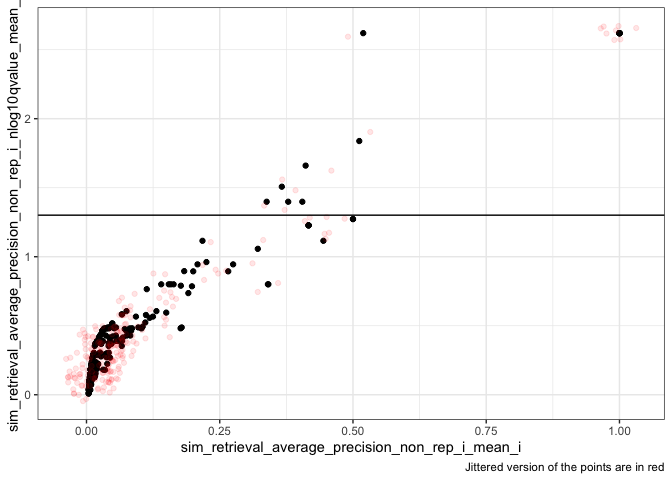 sim_retrieval_average_precision_non_rep_i_nlog10qvalue_mean_
2
1
0
0.00
0.25
0.50
0.75
1.00
sim_retrieval_average_precision_non_rep_i_mean_i
Jittered version of the points are in red